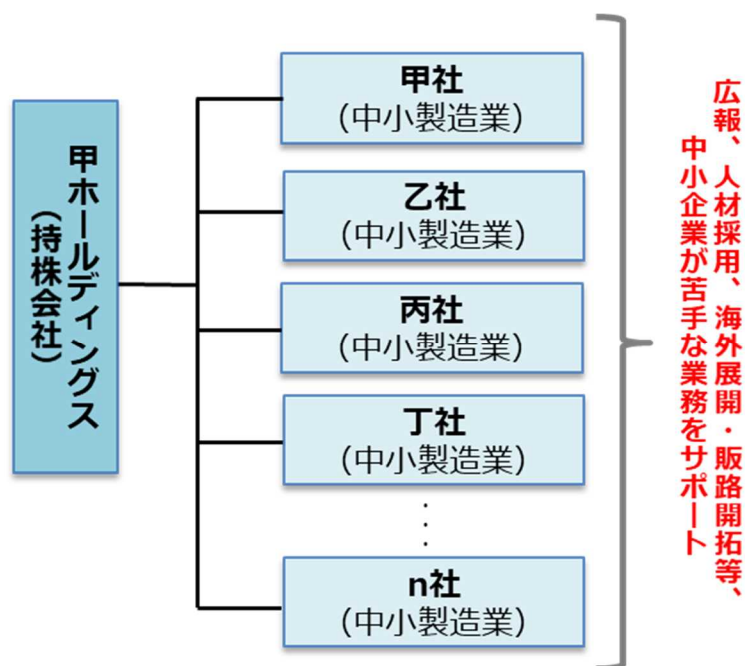 甲ホールディングス
（持株会社）
甲社
（中小製造業）
乙社
（中小製造業）
丙社
（中小製造業）
丁社
（中小製造業）
・・・
n社
（中小製造業）
広報、人材採用、海外展開・販路開拓等、
中小企業が苦手な業務をサポート